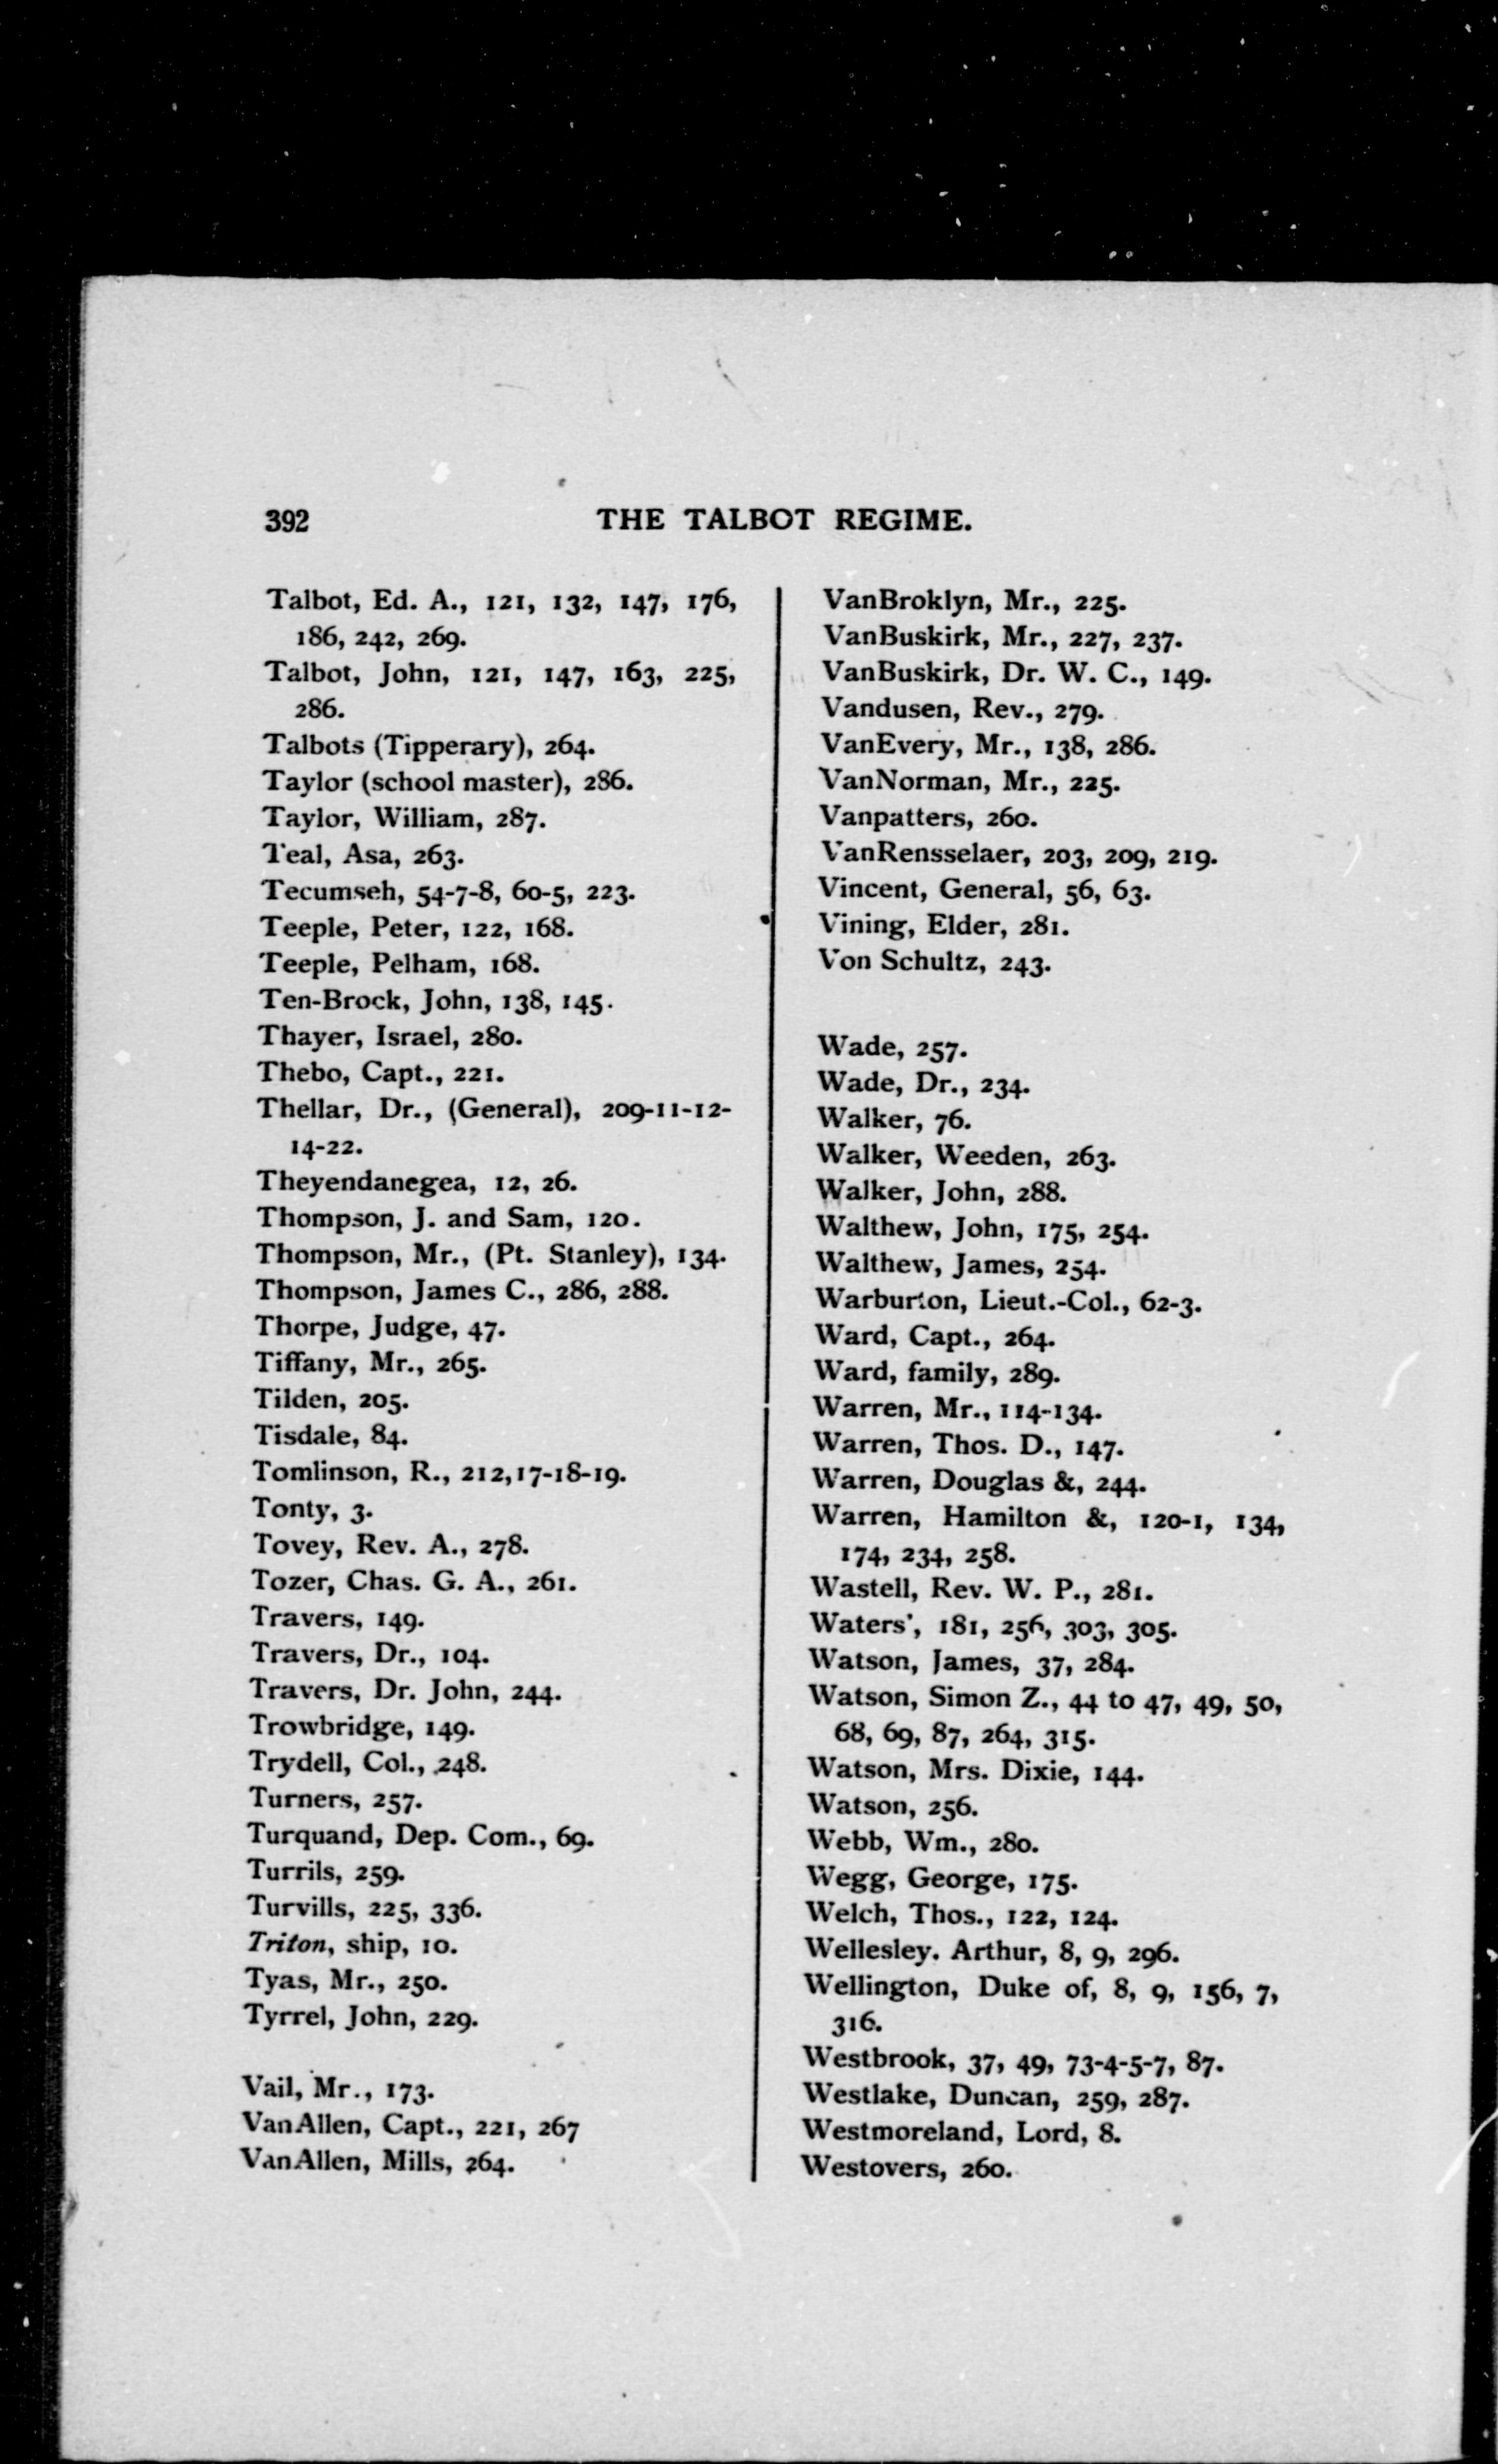 392 THE TALBOT REGIME.
Talbot, Ed. A., 121, 132, 147, 176,
186, 242, 269.
Talbot, John, 121, 147, 163, 225,
286.
Talbots (Tipperary), 264.
Taylor (school master), 286.
Taylor, William, 287.
Teal, Asa, 263.
Tecumseh, 54-7-8, 60-5, 223.
Teeple, Peter, 122, 168.
Teeple, Pelham, 168.
Ten-Brock, John, 138, 145.
Thayer, Israel, 280.
Thebo, Capt., 221.
Thellar, Dr., (General), 209-11-12-
14-22.
Theyendanegea, 12, 26.
Thompson, J. and Sam, 120.
Thompson, Mr., (Pt. Stanley), 134.
Thompson, James C., 286, 288.
Thorpe, Judge, 47.
Tiffany, Mr., 265.
Tilden, 205.
Tisdale, 84.
Tomlinson, R., 212,17-18-19.
Tonty, 3.
Tovey, Rev. A., 278.
Tozer, Chas. G. A., 261.
Travers, 149.
Travers, Dr., 104.
Travers, Dr. John, 244.
Trowbridge, 149.
Trydell, Col., 248.
Turners, 257.
Turquand, Dep. Com., 69.
Turrils, 259.
Turvills, 225, 336.
Triton, ship, 10.
Tyas, Mr., 250.
Tyrrel, John, 229.
Vail, Mr., 173.
VanAllen, Capt., 221, 267
VanAllen, Mills, 264.
VanBroklyn, Mr., 225.
VanBuskirk, Mr., 227, 237.
VanBuskirk, Dr. W. C., 149.
Vandusen, Rev., 279.
VanEvery, Mr., 138, 286.
VanNorman, Mr., 225.
Vanpatters, 260.
VanRensselaer, 203, 209, 219.
Vincent, General, 56, 63.
Vining, Elder, 281.
Von Schultz, 243.
Wade, 257.
Wade, Dr., 234.
Walker, 76.
Walker, Weeden, 263.
Walker, John, 288.
Walthew, John, 175, 254.
Walthew, James, 254.
Warburton, Lieut.-Col., 62-3.
Ward, Capt., 264.
Ward, family, 289.
Warren, Mr., 114-134.
Warren, Thos. D., 147.
Warren, Douglas &, 244.
Warren, Hamilton &, 120-1, 134,
174, 234, 258.
Wastell, Rev. W. P., 281.
Waters', 181, 256, 303, 305.
Watson, James, 37, 284.
Watson, Simon Z., 44 to 47, 49, 50,
68, 69, 87, 264, 315.
Watson, Mrs. Dixie, 144.
Watson, 256.
Webb, Wm., 280.
Wegg, George, 175.
Welch, Thos., 122, 124.
Wellesley. Arthur, 8, 9, 296.
Wellington, Duke of, 8, 9, 156, 7,
316.
Westbrook, 37, 49, 73-4-5-7, 87.
Westlake, Duncan, 259, 287.
Westmoreland, Lord, 8.
Westovers, 260.